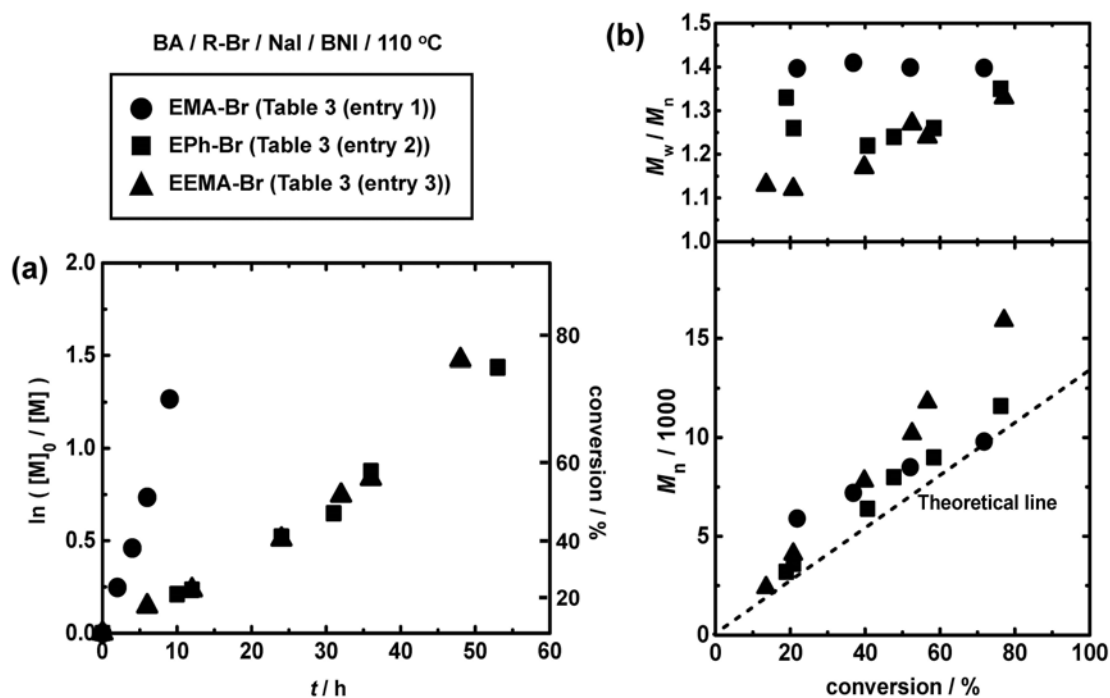 BA / R-Br / NaI / BNI / 110 °C
EMA-Br (Table 3 (entry 1))
EPh-Br (Table 3 (entry 2))
EEMA-Br (Table 3 (entry 3))
(a)
ln ( [M]0 / [M] )
2.0
1.5
1.0
0.5
0.0
0 10 20 30 40 50 60
t / h
80
60
40
20
conversion / %
(b)
Mw / Mn
1.5
1.4
1.3
1.2
1.1
1.0
Mn / 1000
15
10
5
0
Theoretical line
0 20 40 60 80 100
conversion / %